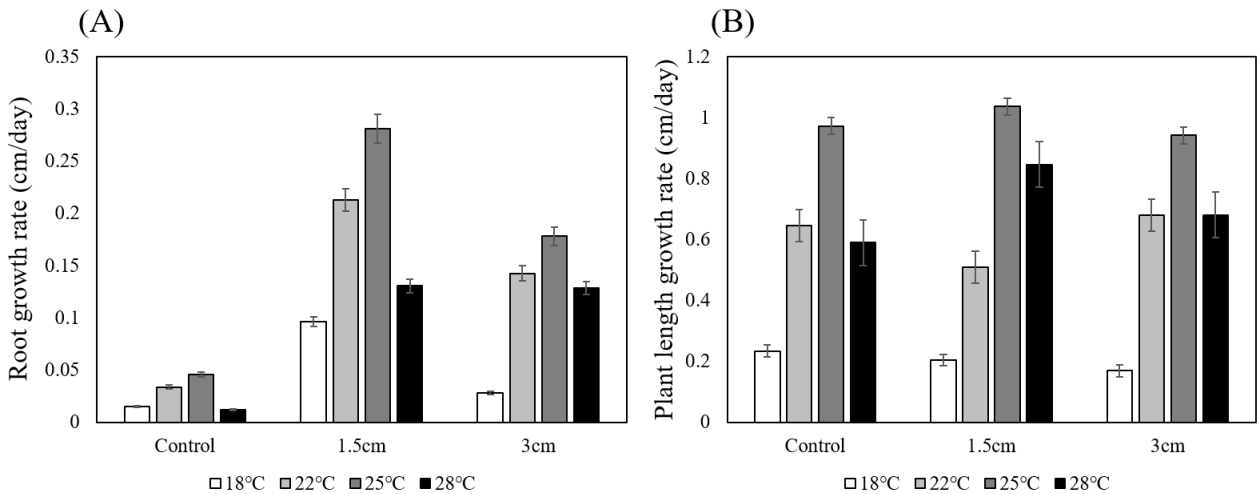 (A)
Root growth rate (cm/day)
0.35
0.3
0.25
0.2
0.15
0.1
0.05
0
Control 1.5cm 3cm
18℃ 22℃ 25℃ 28℃
(B)
Plant length growth rate (cm/day)
1.2
1
0.8
0.6
0.4
0.2
0
Control 1.5cm 3cm
18℃ 22℃ 25℃ 28℃